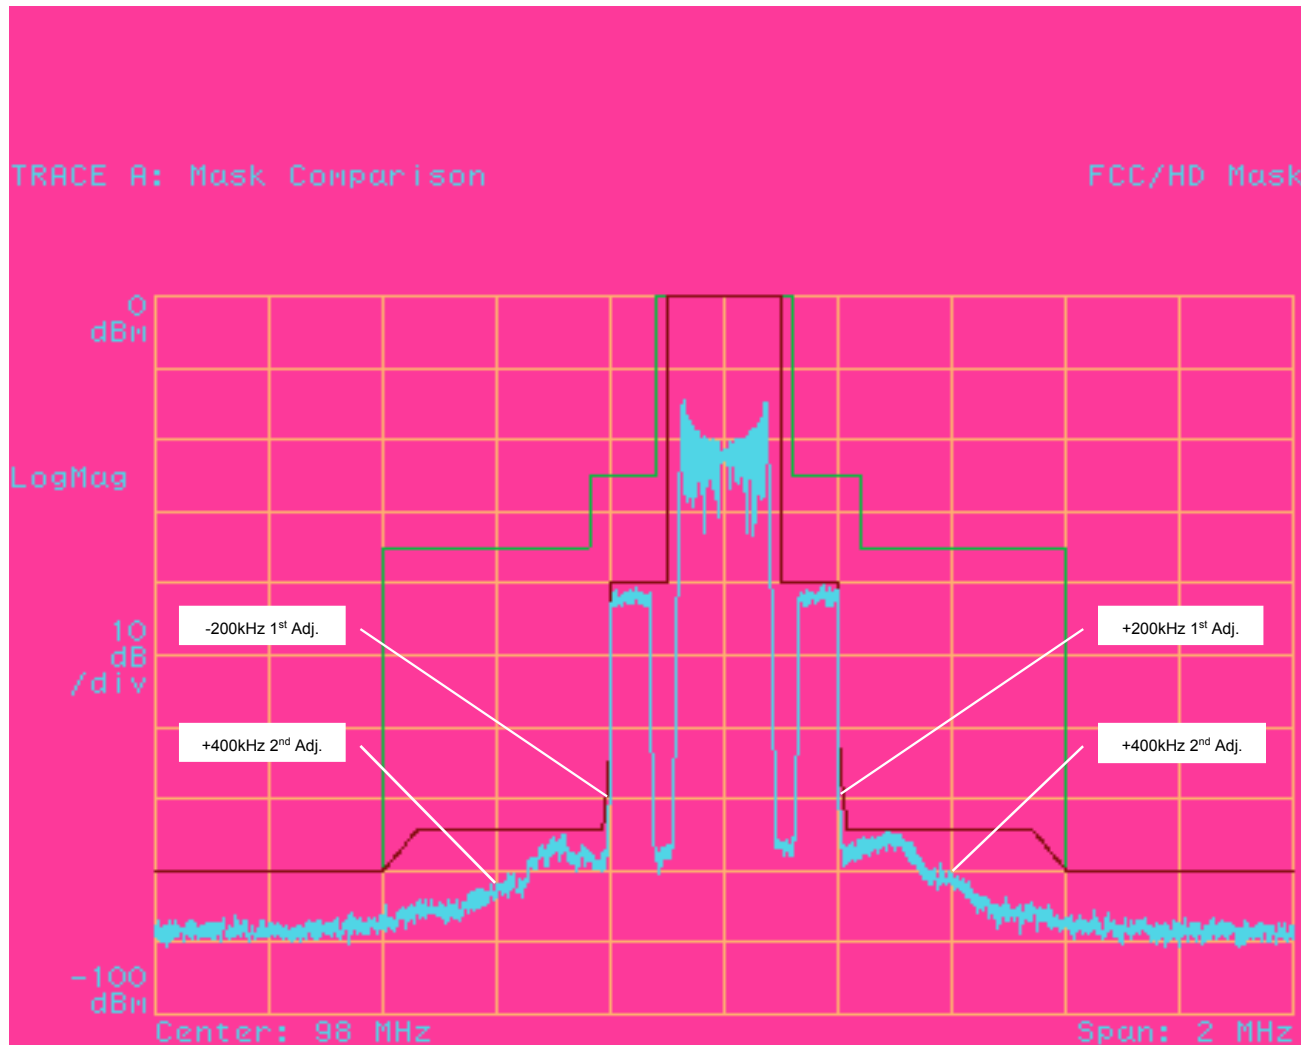 TRACE A: Mask Comparison
FCC/HD Mask
0
dBm
LogMag
-200kHz 1st Adj.
+200kHz 1st Adj.
10
dB
/div
+400kHz 2nd Adj.
+400kHz 2nd Adj.
-100
dBm
Center: 98 MHz
Span: 2 MHz